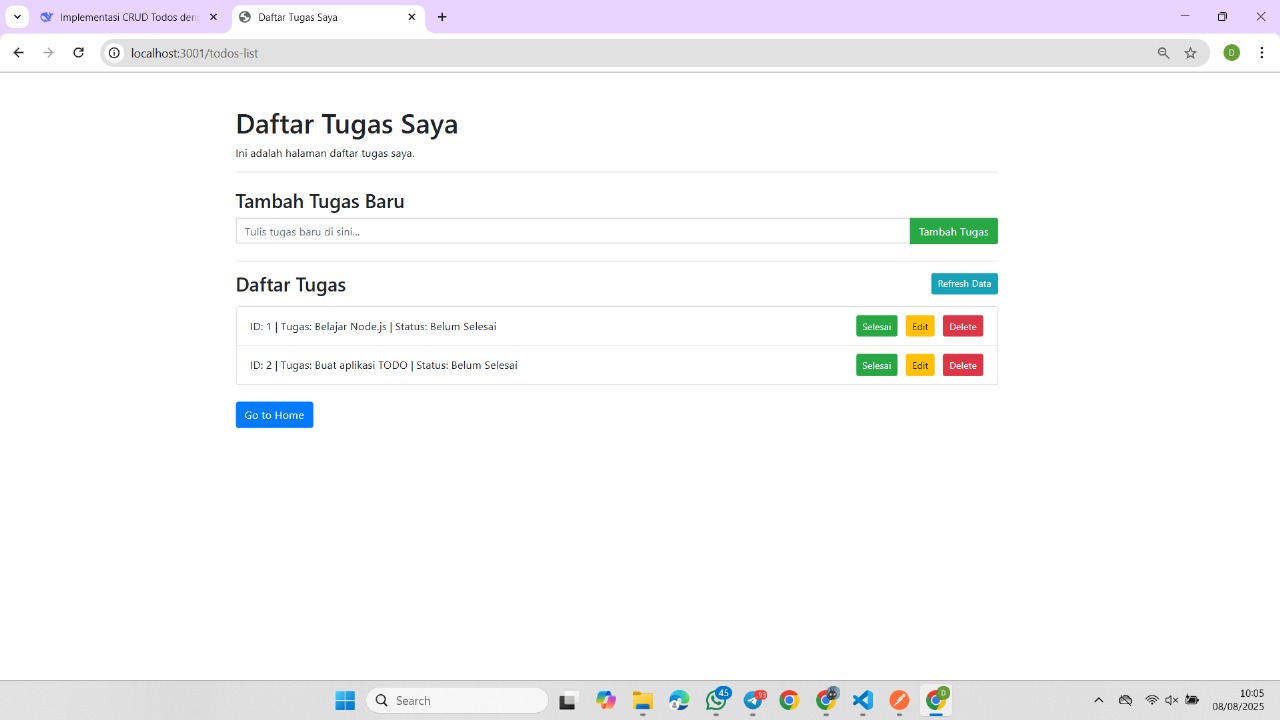 Implementasi CRUD Todos den
Daftar Tugas Saya
localhost:3001/todos-list
D
Daftar Tugas Saya
Ini adalah halaman daftar tugas saya.
Tambah Tugas Baru
Tulis tugas baru di sini...
Tambah Tugas
Daftar Tugas
Refresh Data
ID: 1 | Tugas: Belajar Node.js | Status: Belum Selesai
Selesai
Edit
Delete
ID: 2 | Tugas: Buat aplikasi TODO | Status: Belum Selesai
Selesai
Edit
Delete
Go to Home
Search
45
93
D
10:05
08/08/2025